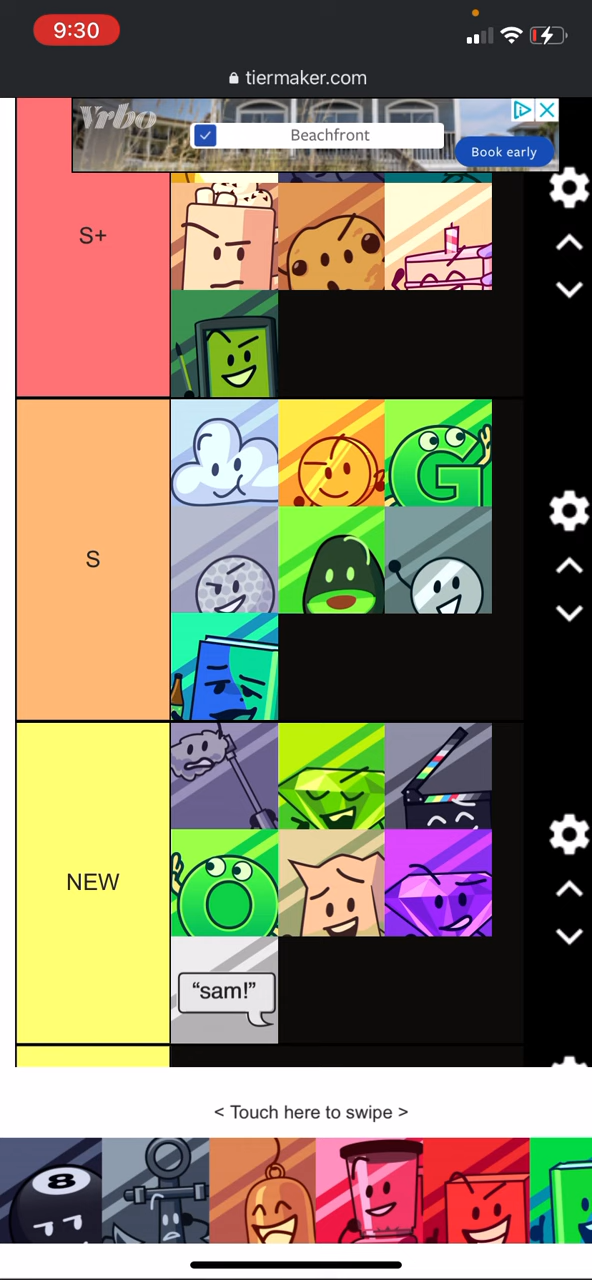 9:30
tiermaker.com
Vrbo
Beachfront
Book early
S+
S
G
NEW
O
"sam!"
< Touch here to swipe >
8